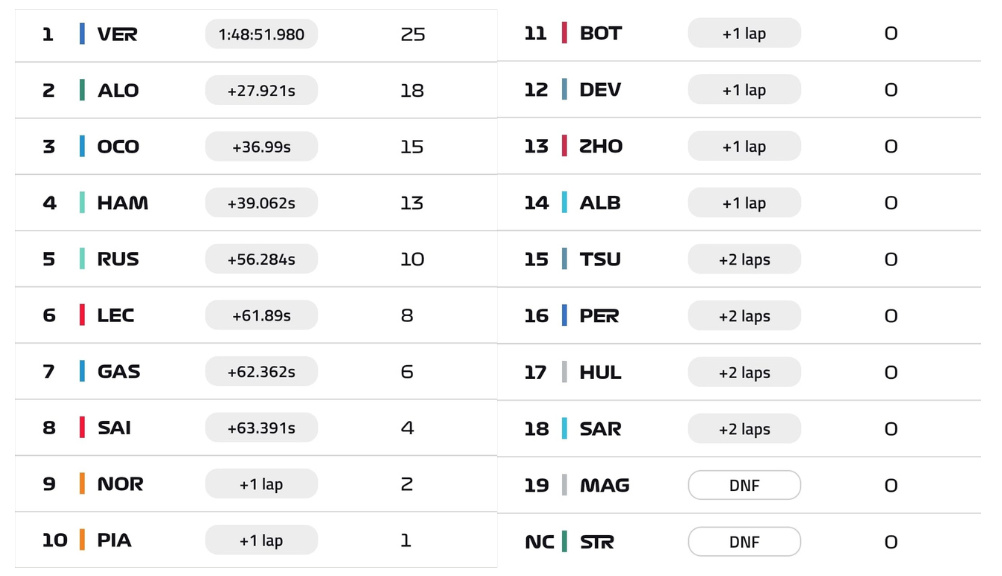 1 VER 1:48:51.980 25
2 ALO +27.921s 18
3 OCO +36.99s 15
4 HAM +39.062s 13
5 RUS +56.284s 10
6 LEC +61.89s 8
7 GAS +62.362s 6
8 SAI +63.391s 4
9 NOR +1 lap 2
10 PIA +1 lap 1
11 BOT +1 lap 0
12 DEV +1 lap 0
13 ZHO +1 lap 0
14 ALB +1 lap 0
15 TSU +2 laps 0
16 PER +2 laps 0
17 HUL +2 laps 0
18 SAR +2 laps 0
19 MAG DNF 0
NC STR DNF 0